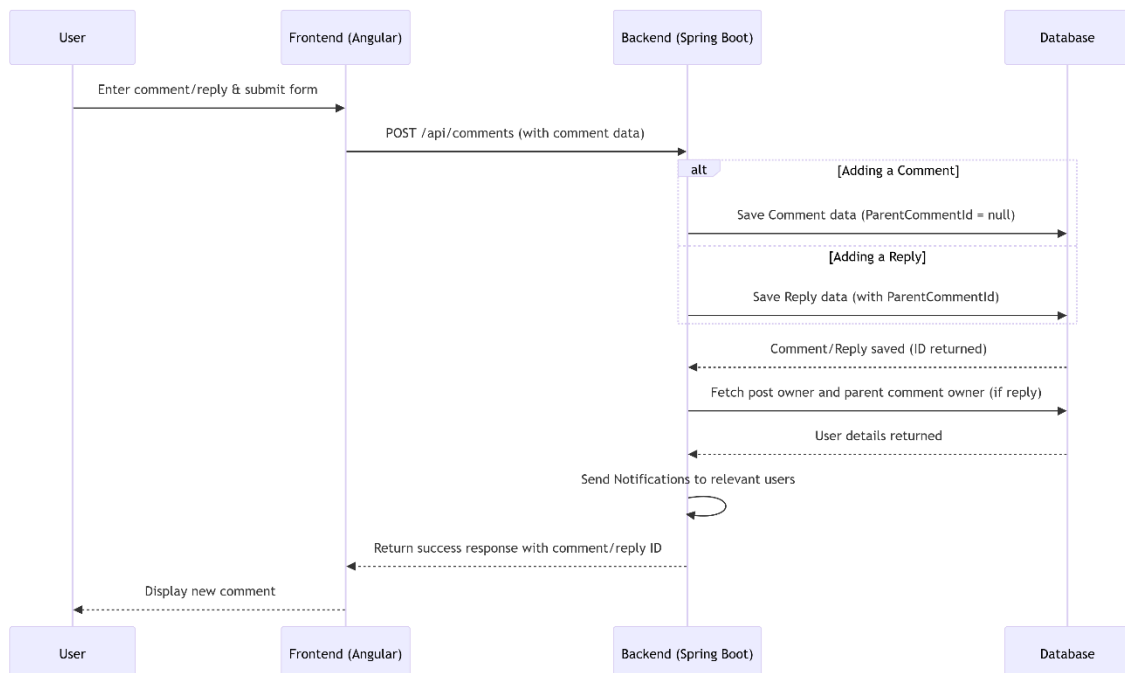 User
Frontend (Angular)
Backend (Spring Boot)
Database
Enter comment/reply & submit form
POST /api/comments (with comment data)
alt
[Adding a Comment]
Save Comment data (ParentCommentId = null)
[Adding a Reply]
Save Reply data (with ParentCommentId)
Comment/Reply saved (ID returned)
Fetch post owner and parent comment owner (if reply)
User details returned
Send Notifications to relevant users
Return success response with comment/reply ID
Display new comment
User
Frontend (Angular)
Backend (Spring Boot)
Database